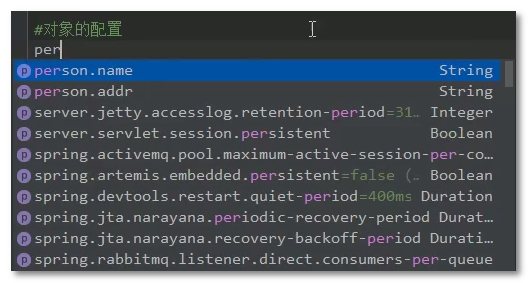 #对象的配置
per
person.name String
person.addr String
server.jetty.accesslog.retention-period=31… Integer
server.servlet.session.persistent Boolean
spring.activemq.pool.maximum-active-session-per-co…
spring.artemis.embedded.persistent=false (… Boolean
spring.devtools.restart.quiet-period=400ms Duration
spring.jta.narayana.periodic-recovery-period Durat…
spring.jta.narayana.recovery-backoff-period Durati…
spring.rabbitmq.listener.direct.consumers-per-queue